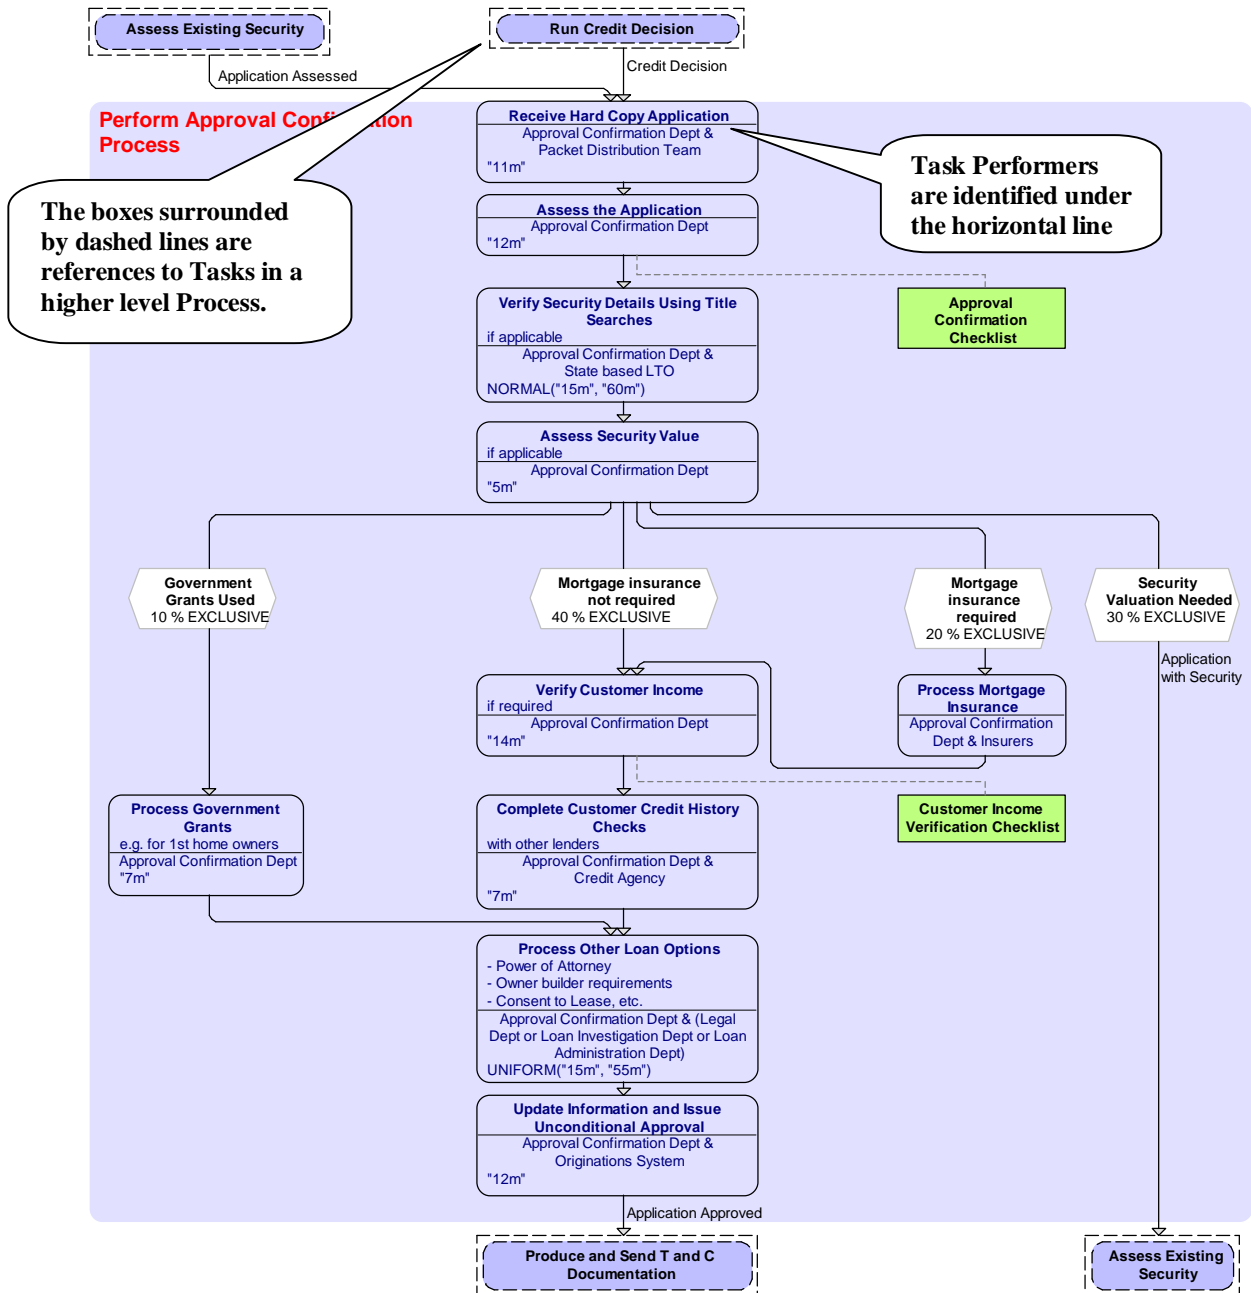 Assess Existing Security
Run Credit Decision
Application Assessed
Credit Decision
Perform Approval Confirmation
Process
Receive Hard Copy Application
Approval Confirmation Dept &
Packet Distribution Team
"11m"
Task Performers
are identified under
the horizontal line
The boxes surrounded
by dashed lines are
references to Tasks in a
higher level Process.
Assess the Application
Approval Confirmation Dept
"12m"
Verify Security Details Using Title
Searches
if applicable
Approval Confirmation Dept &
State based LTO
NORMAL("15m", "60m")
Approval
Confirmation
Checklist
Assess Security Value
if applicable
Approval Confirmation Dept
"5m"
Government
Grants Used
10 % EXCLUSIVE
Mortgage insurance
not required
40 % EXCLUSIVE
Mortgage
insurance
required
20 % EXCLUSIVE
Security
Valuation Needed
30 % EXCLUSIVE
Application
with Security
Verify Customer Income
if required
Approval Confirmation Dept
"14m"
Process Mortgage
Insurance
Approval Confirmation
Dept & Insurers
Process Government
Grants
e.g. for 1st home owners
Approval Confirmation Dept
"7m"
Complete Customer Credit History
Checks
with other lenders
Approval Confirmation Dept &
Credit Agency
"7m"
Customer Income
Verification Checklist
Process Other Loan Options
- Power of Attorney
- Owner builder requirements
- Consent to Lease, etc.
Approval Confirmation Dept & (Legal
Dept or Loan Investigation Dept or Loan
Administration Dept)
UNIFORM("15m", "55m")
Update Information and Issue
Unconditional Approval
Approval Confirmation Dept &
Originations System
"12m"
Application Approved
Produce and Send T and C
Documentation
Assess Existing
Security